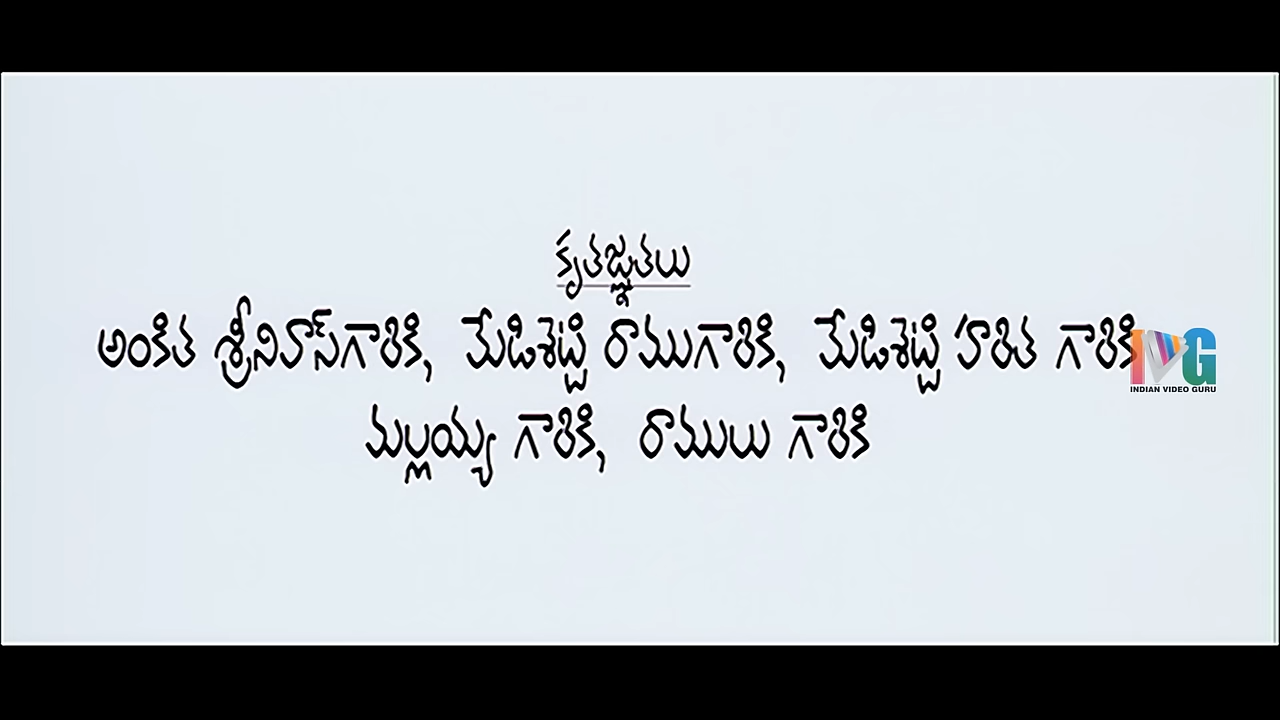 కృతజ్ఞతలు
అంకిత శ్రీనివాస్‌గారికి, మేడిశెట్టి రాముగారికి, మేడిశెట్టి హరిత గారికి
మల్లయ్య గారికి, రాములు గారికి
IVG
INDIAN VIDEO GURU